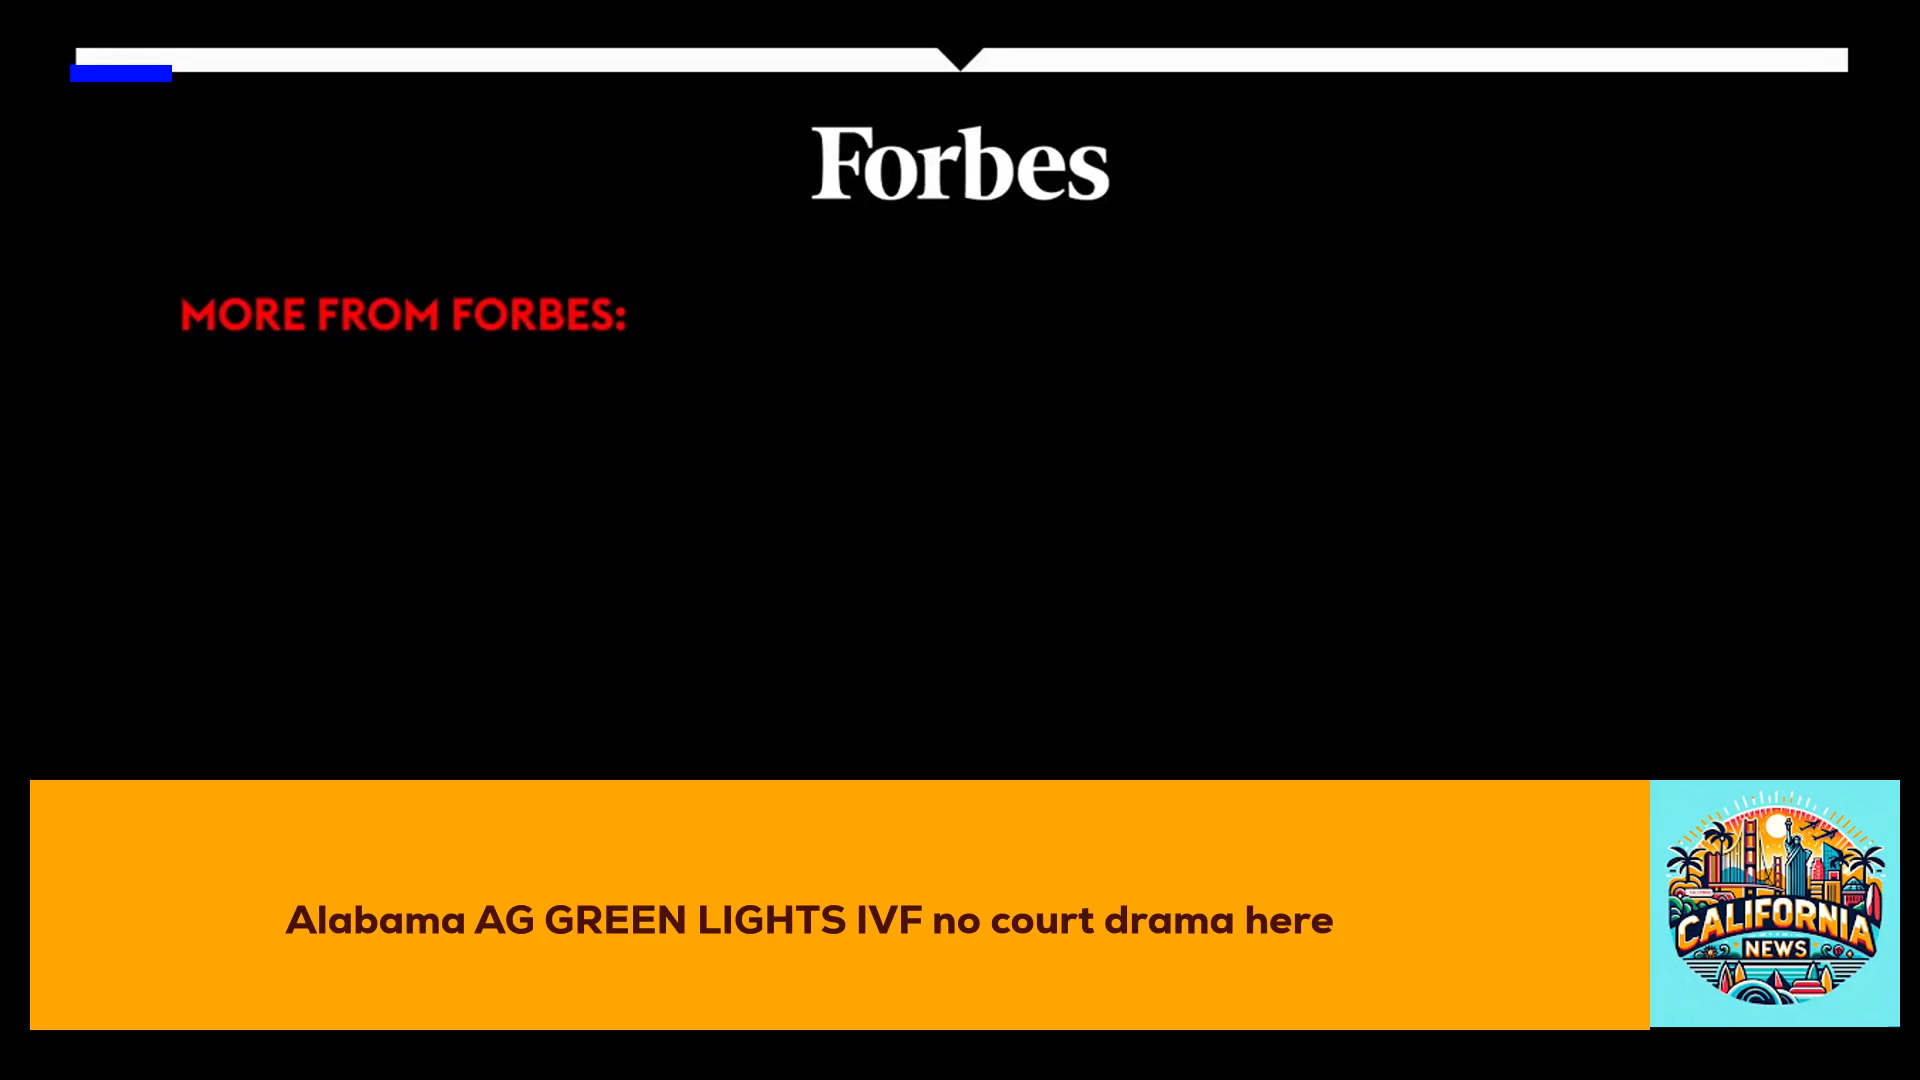 Forbes
MORE FROM FORBES:
Alabama AG GREEN LIGHTS IVF no court drama here
CALIFORNIA
NEWS